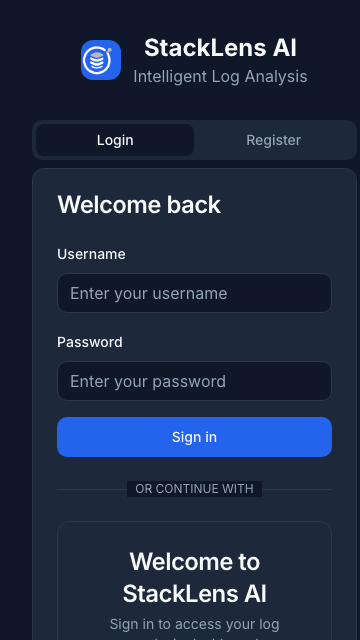 StackLens AI
Intelligent Log Analysis
Login
Register
Welcome back
Username
Enter your username
Password
Enter your password
Sign in
OR CONTINUE WITH
Welcome to
StackLens AI
Sign in to access your log